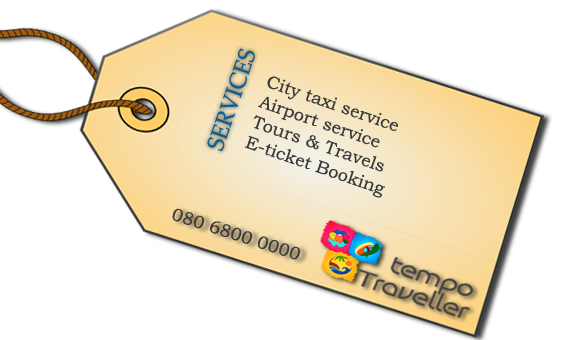 SERVICES
City taxi service
Airport service
Tours & Travels
E-ticket Booking
080 6800 0000
tempo
Traveller